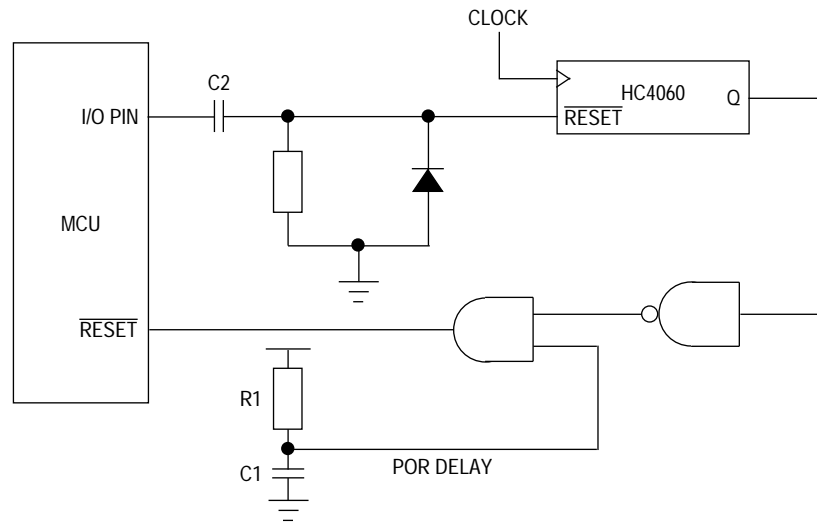 CLOCK
C2
HC4060
I/O PIN
Q
RESET
MCU
RESET
R1
POR DELAY
C1